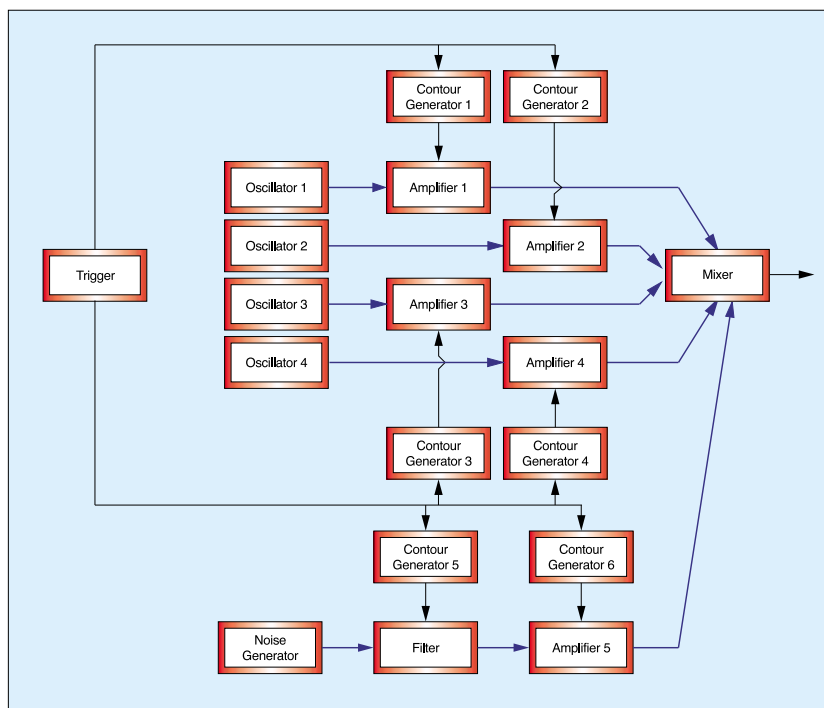 Contour
Generator 1
Contour
Generator 2
Oscillator 1
Amplifier 1
Oscillator 2
Amplifier 2
Trigger
Mixer
Oscillator 3
Amplifier 3
Oscillator 4
Amplifier 4
Contour
Generator 3
Contour
Generator 4
Contour
Generator 5
Contour
Generator 6
Noise
Generator
Filter
Amplifier 5